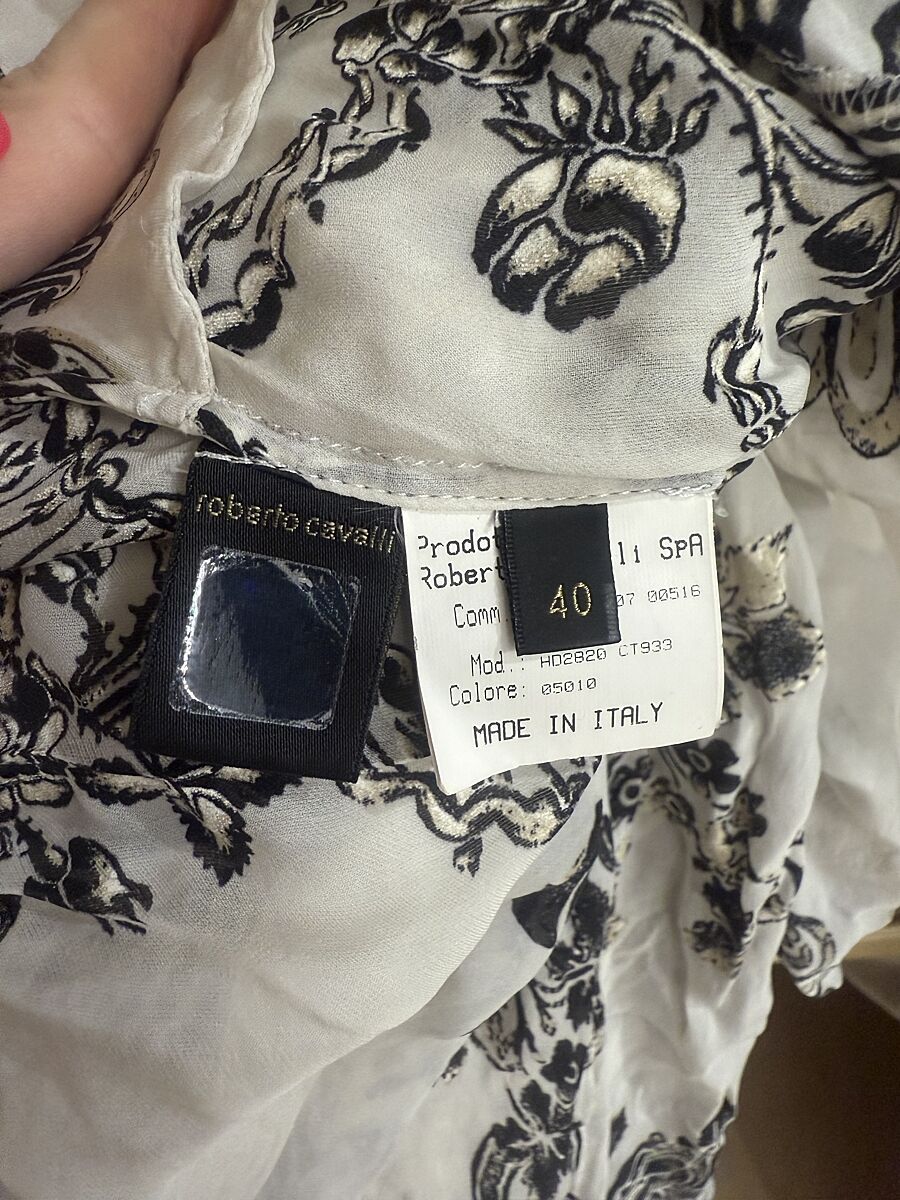 roberto cavalli
Prodot
Robert li SpA
40
Comm. 07 00516
Mod.: HD2820 CT933
Colore: 05010
MADE IN ITALY